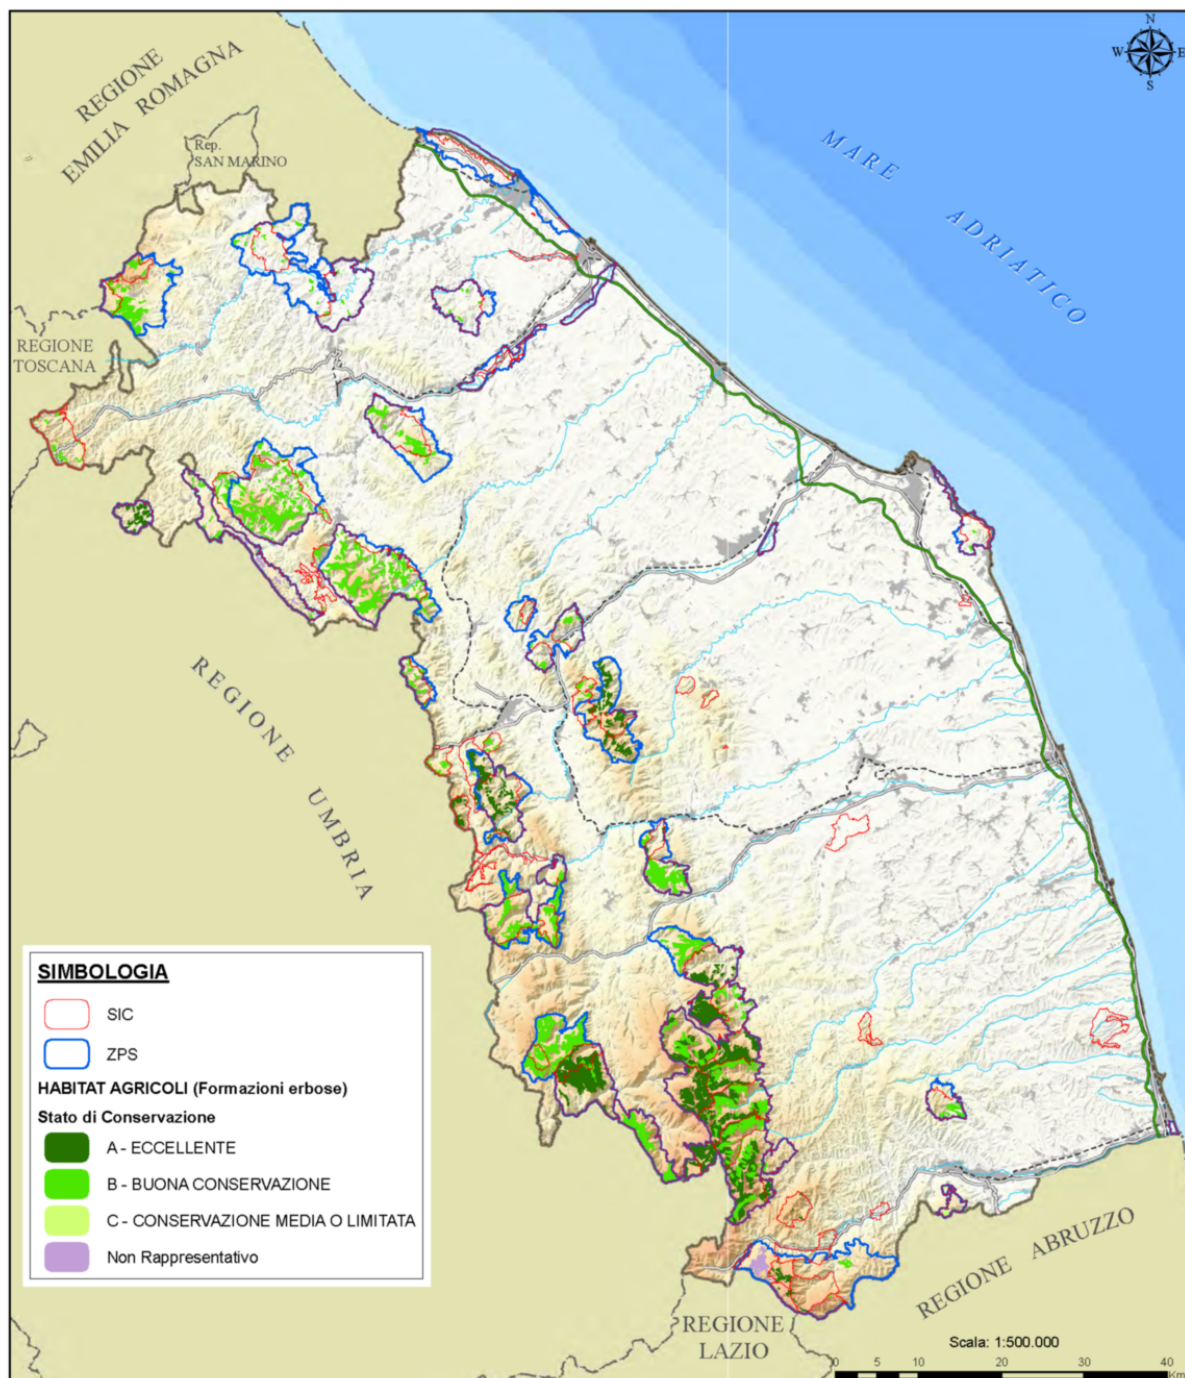 N
W E
S
REGIONE
EMILIA ROMAGNA
Rep.
SAN MARINO
MARE
ADRIATICO
REGIONE
TOSCANA
REGIONE
UMBRIA
SIMBOLOGIA
SIC
ZPS
HABITAT AGRICOLI (Formazioni erbose)
Stato di Conservazione
A - ECCELLENTE
B - BUONA CONSERVAZIONE
C - CONSERVAZIONE MEDIA O LIMITATA
Non Rappresentativo
REGIONE ABRUZZO
REGIONE
LAZIO
Scala: 1:500.000
0 5 10 20 30 40
Km